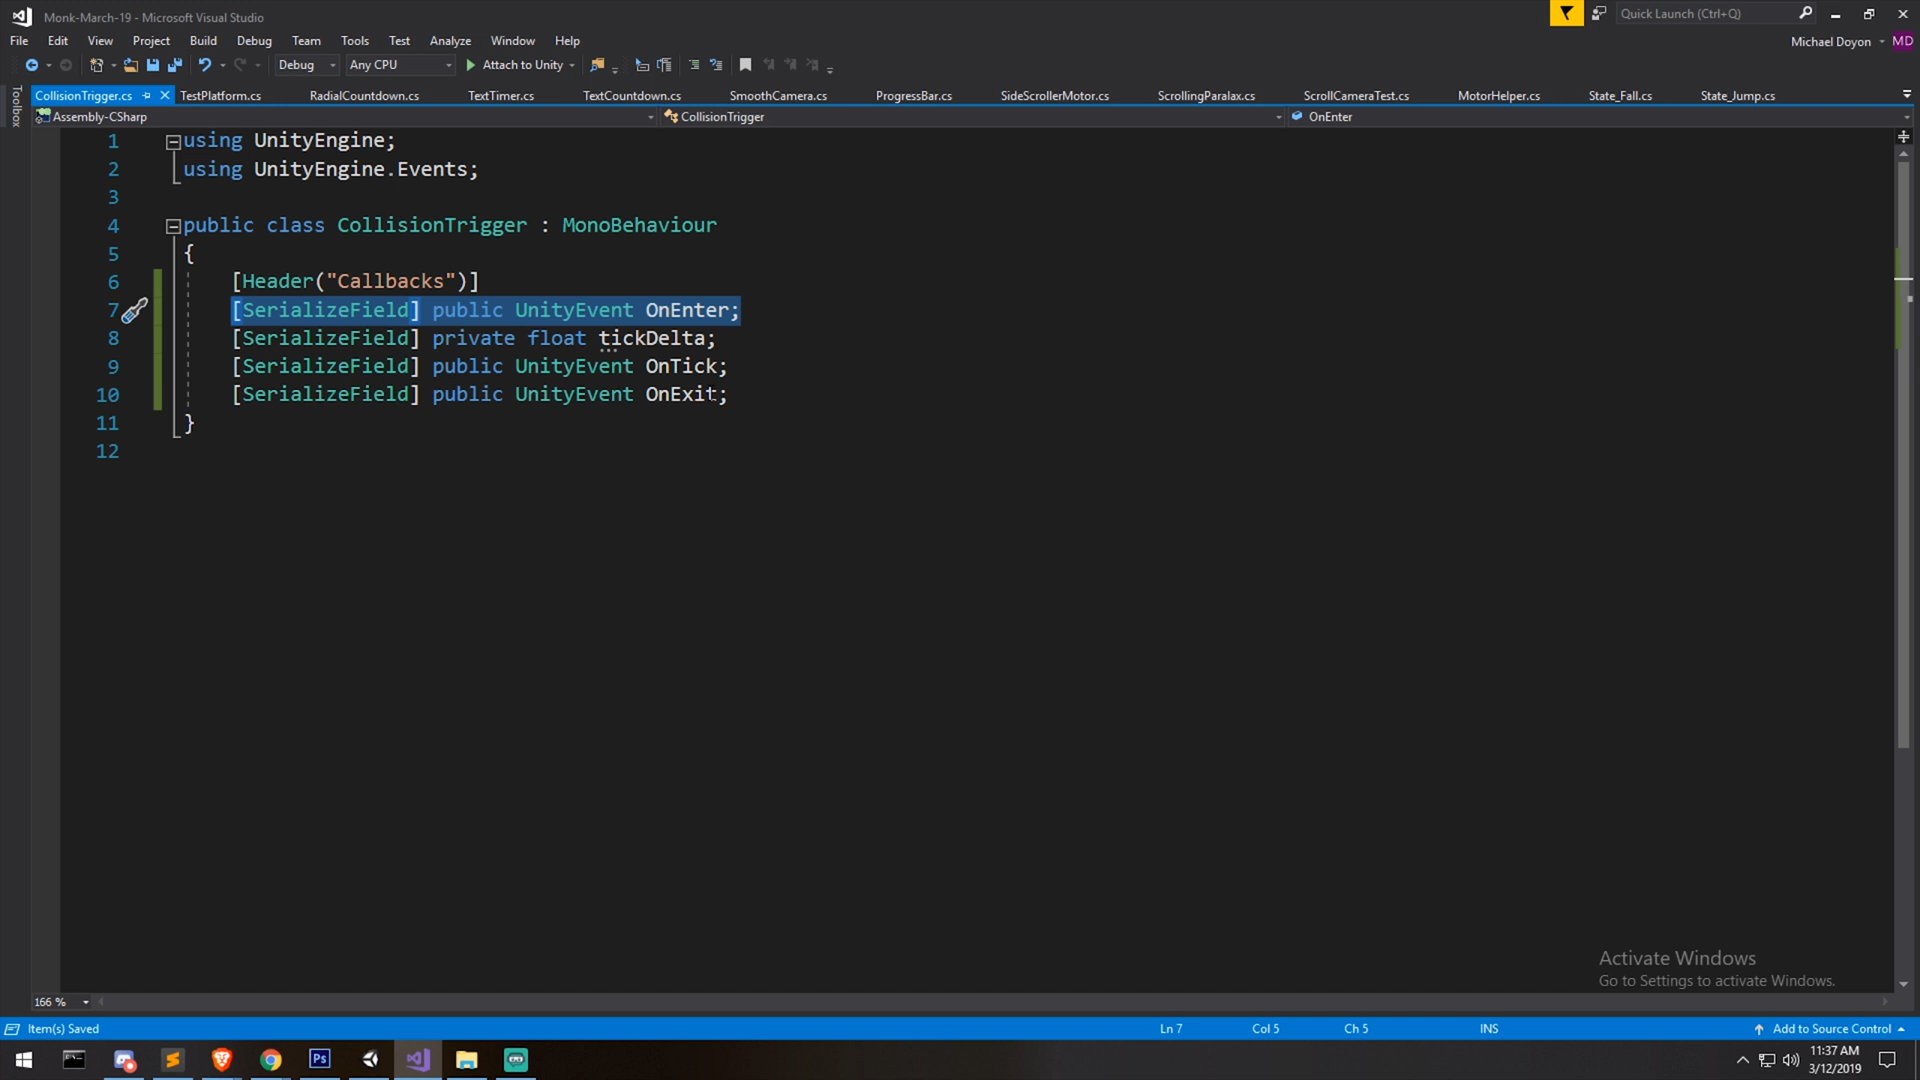 Monk-March-19 - Microsoft Visual Studio
Quick Launch (Ctrl+Q)
File Edit View Project Build Debug Team Tools Test Analyze Window Help
Michael Doyon MD
Debug Any CPU Attach to Unity
Toolbox
CollisionTrigger.cs TestPlatform.cs RadialCountdown.cs TextTimer.cs TextCountdown.cs SmoothCamera.cs ProgressBar.cs SideScrollerMotor.cs ScrollingParalax.cs ScrollCameraTest.cs MotorHelper.cs State_Fall.cs State_Jump.cs
Assembly-CSharp CollisionTrigger OnEnter
1 using UnityEngine;
2 using UnityEngine.Events;
3
4 public class CollisionTrigger : MonoBehaviour
5 {
6 [Header("Callbacks")]
7 [SerializeField] public UnityEvent OnEnter;
8 [SerializeField] private float tickDelta;
9 [SerializeField] public UnityEvent OnTick;
10 [SerializeField] public UnityEvent OnExit;
11 }
12
Activate Windows
Go to Settings to activate Windows.
166 %
Item(s) Saved Ln 7 Col 5 Ch 5 INS Add to Source Control
Ps
11:37 AM
3/12/2019